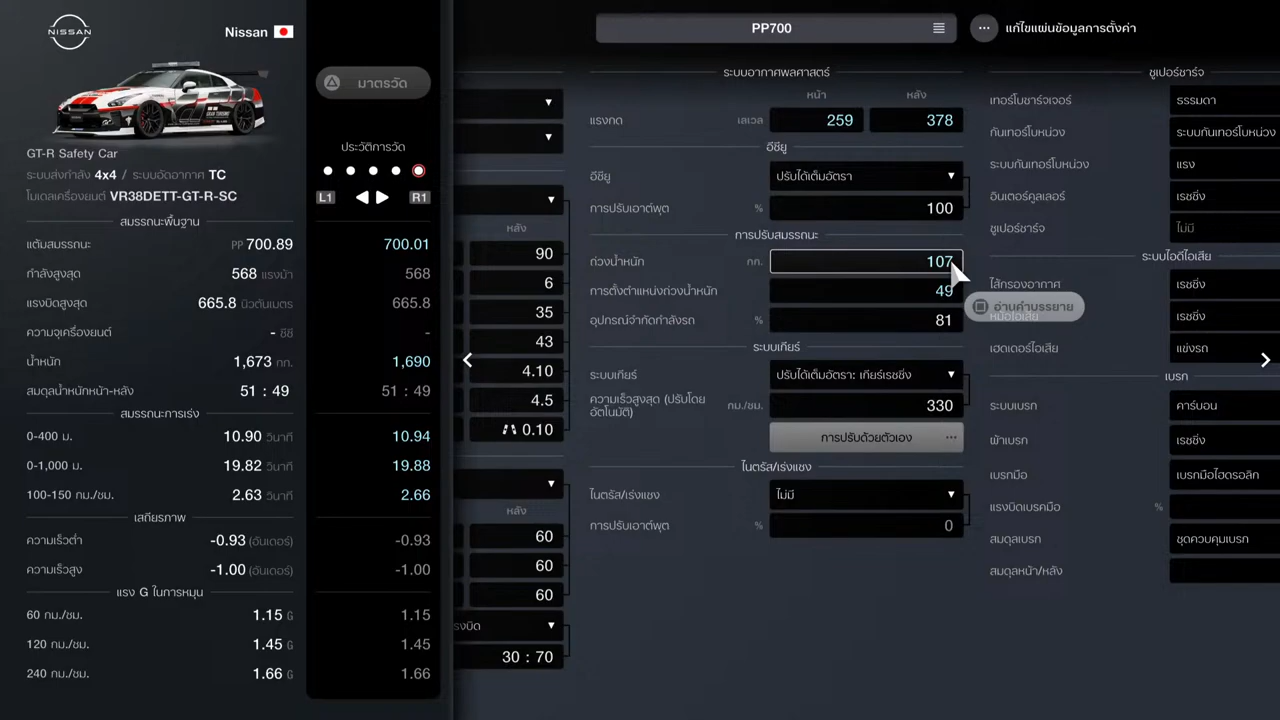 NISSAN
Nissan
GT-R Safety Car
ระบบส่งกำลัง 4x4 / ระบบอัดอากาศ TC
โมเดลเครื่องยนต์ VR38DETT-GT-R-SC
สมรรถนะพื้นฐาน
แต้มสมรรถนะ PP 700.89
กำลังสูงสุด 568 แรงม้า
แรงบิดสูงสุด 665.8 นิวตันเมตร
ความจุเครื่องยนต์ - ซีซี
น้ำหนัก 1,673 กก.
สมดุลน้ำหนักหน้า-หลัง 51 : 49
สมรรถนะการเร่ง
0-400 ม. 10.90 วินาที
0-1,000 ม. 19.82 วินาที
100-150 กม./ชม. 2.63 วินาที
เสถียรภาพ
ความเร็วต่ำ -0.93 (อันเดอร์)
ความเร็วสูง -1.00 (อันเดอร์)
แรง G ในการหมุน
60 กม./ชม. 1.15 G
120 กม./ชม. 1.45 G
240 กม./ชม. 1.66 G
มาตรวัด
ประวัติการวัด
L1 R1
700.01
568
665.8
-
1,690
51 : 49
10.94
19.88
2.66
-0.93
-1.00
1.15
1.45
1.66
หลัง
90
6
35
43
4.10
4.5
0.10
หลัง
60
60
60
30 : 70
PP700
แก้ไขแผ่นข้อมูลการตั้งค่า
ระบบอากาศพลศาสตร์
หน้า หลัง
แรงกด เลเวล 259 378
อีซียู
อีซียู ปรับได้เต็มอัตรา
การปรับเอาต์พุต % 100
การปรับสมรรถนะ
ถ่วงน้ำหนัก กก. 107
การตั้งตำแหน่งถ่วงน้ำหนัก 49
อุปกรณ์จำกัดกำลังรถ % 81
ระบบเกียร์
ระบบเกียร์ ปรับได้เต็มอัตรา: เกียร์เรซซิ่ง
ความเร็วสูงสุด (ปรับโดย
อัตโนมัติ) กม./ชม. 330
การปรับด้วยตัวเอง
ไนตรัส/เร่งแซง
ไนตรัส/เร่งแซง ไม่มี
การปรับเอาต์พุต % 0
อ่านคำบรรยาย
ซูเปอร์ชาร์จ
เทอร์โบชาร์จเจอร์ ธรรมดา
กันเทอร์โบหน่วง ระบบกันเทอร์โบหน่วง
ระบบกันเทอร์โบหน่วง แรง
อินเตอร์คูลเลอร์ เรซซิ่ง
ซูเปอร์ชาร์จ ไม่มี
ระบบไอดีไอเสีย
ไส้กรองอากาศ เรซซิ่ง
หม้อไอเสีย เรซซิ่ง
เฮดเดอร์ไอเสีย แข่งรถ
เบรก
ระบบเบรก คาร์บอน
ผ้าเบรก เรซซิ่ง
เบรกมือ เบรกมือไฮดรอลิก
แรงบิดเบรคมือ %
สมดุลเบรก ชุดควบคุมเบรก
สมดุลหน้า/หลัง